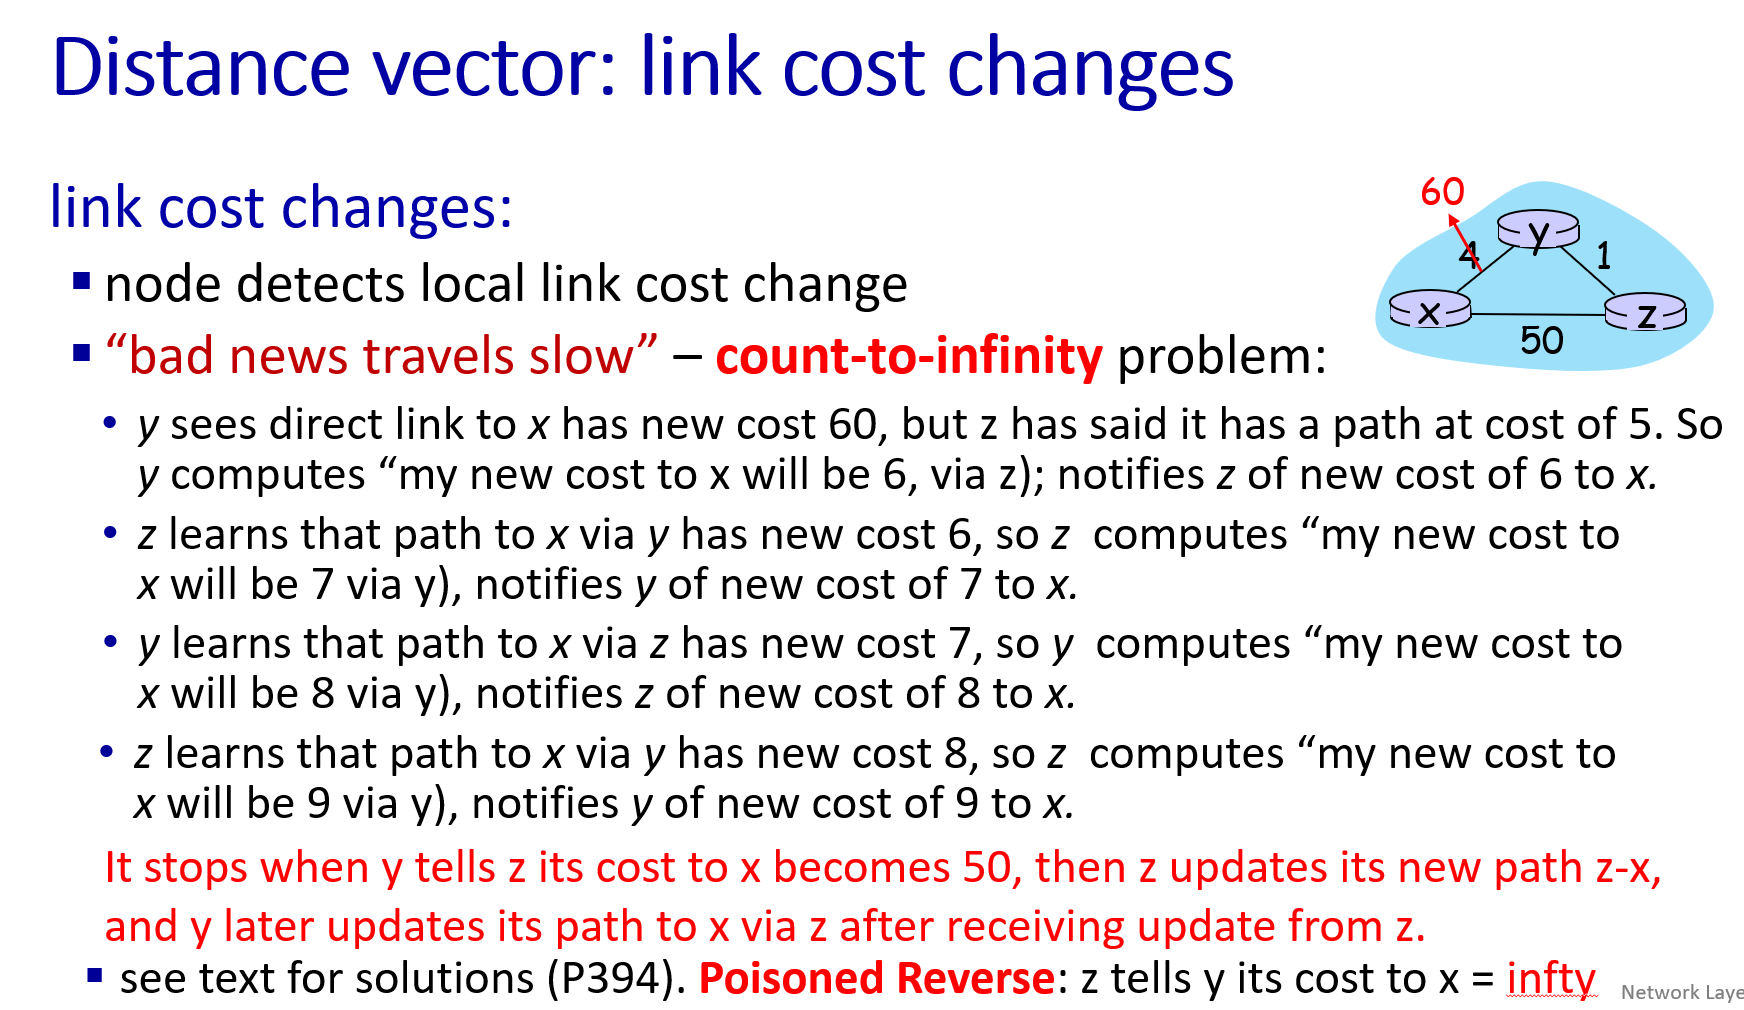 Distance vector: link cost changes
link cost changes:
60
y
4
1
x
z
50
▪ node detects local link cost change
▪ “bad news travels slow” – count-to-infinity problem:
• y sees direct link to x has new cost 60, but z has said it has a path at cost of 5. So
y computes “my new cost to x will be 6, via z); notifies z of new cost of 6 to x.
• z learns that path to x via y has new cost 6, so z computes “my new cost to
x will be 7 via y), notifies y of new cost of 7 to x.
• y learns that path to x via z has new cost 7, so y computes “my new cost to
x will be 8 via y), notifies z of new cost of 8 to x.
• z learns that path to x via y has new cost 8, so z computes “my new cost to
x will be 9 via y), notifies y of new cost of 9 to x.
It stops when y tells z its cost to x becomes 50, then z updates its new path z-x,
and y later updates its path to x via z after receiving update from z.
▪ see text for solutions (P394). Poisoned Reverse: z tells y its cost to x = infty
Network Laye